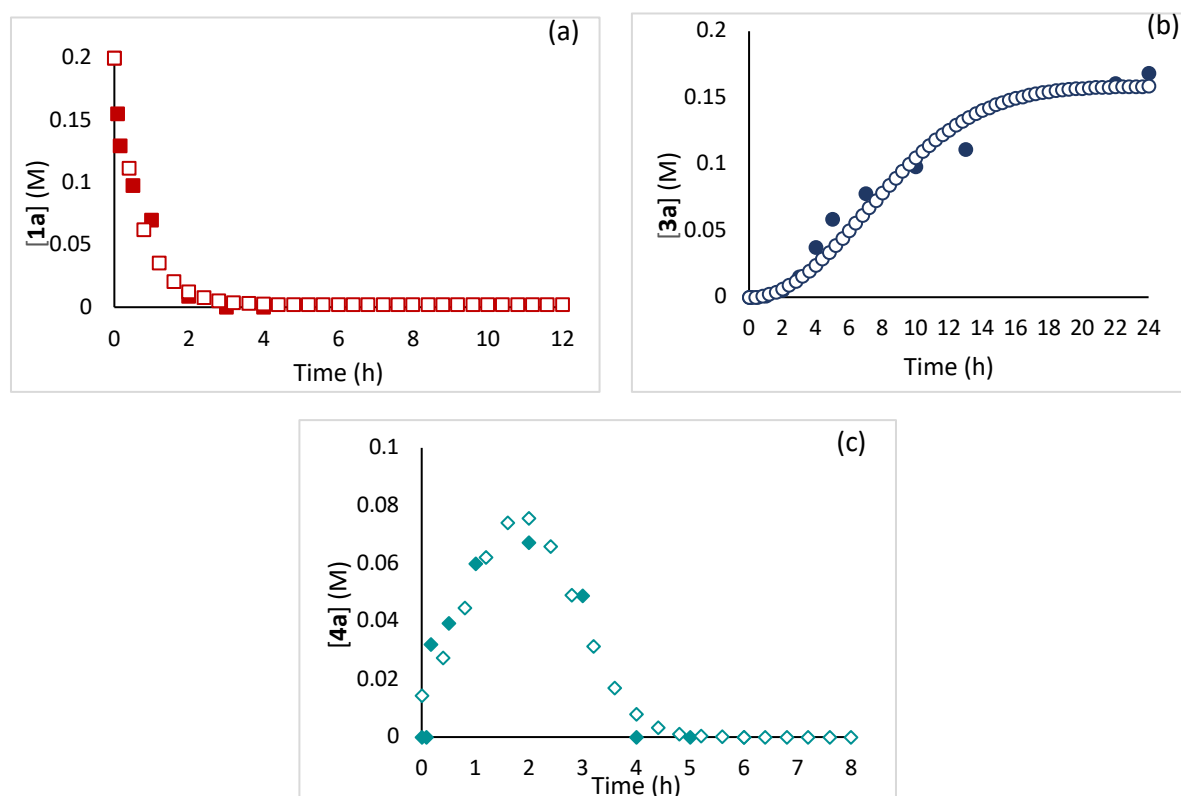 (a)
0.2
0.15
0.1
0.05
0
[1a] (M)
0 2 4 6 8 10 12
Time (h)
(b)
0.2
0.15
0.1
0.05
0
[3a] (M)
0 2 4 6 8 10 12 14 16 18 20 22 24
Time (h)
(c)
0.1
0.08
0.06
0.04
0.02
0
[4a] (M)
0 1 2 3 4 5 6 7 8
Time (h)